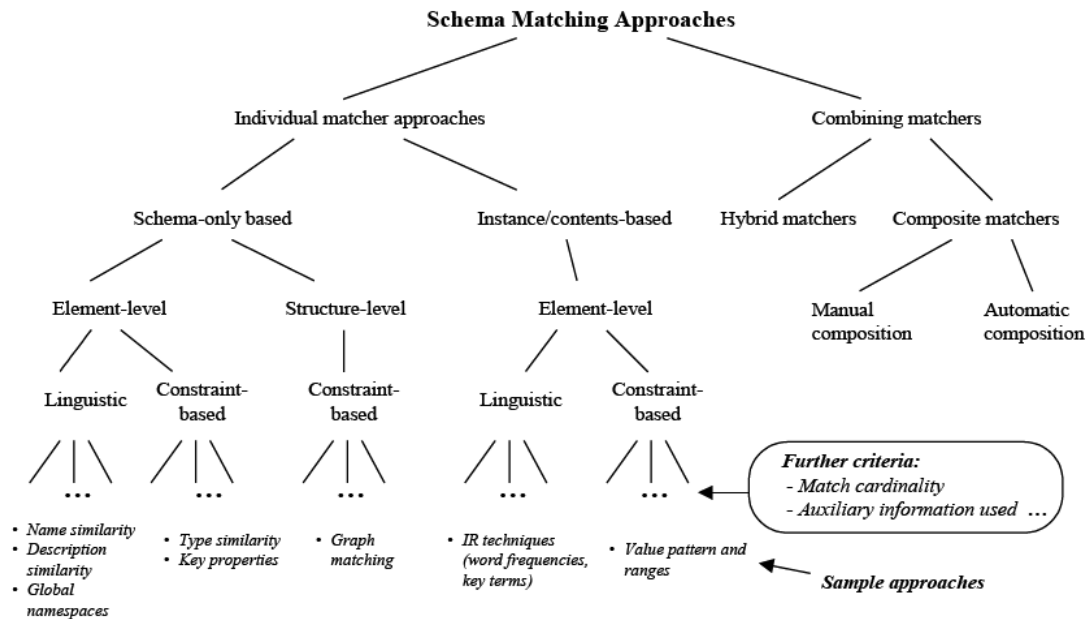 Schema Matching Approaches
Individual matcher approaches
Combining matchers
Schema-only based
Instance/contents-based
Hybrid matchers
Composite matchers
Element-level
Structure-level
Element-level
Manual
composition
Automatic
composition
Linguistic
Constraint-
based
Constraint-
based
Linguistic
Constraint-
based
...
...
...
...
...
Further criteria:
- Match cardinality
- Auxiliary information used ...
• Name similarity
• Description
similarity
• Global
namespaces
• Type similarity
• Key properties
• Graph
matching
• IR techniques
(word frequencies,
key terms)
• Value pattern and
ranges
Sample approaches